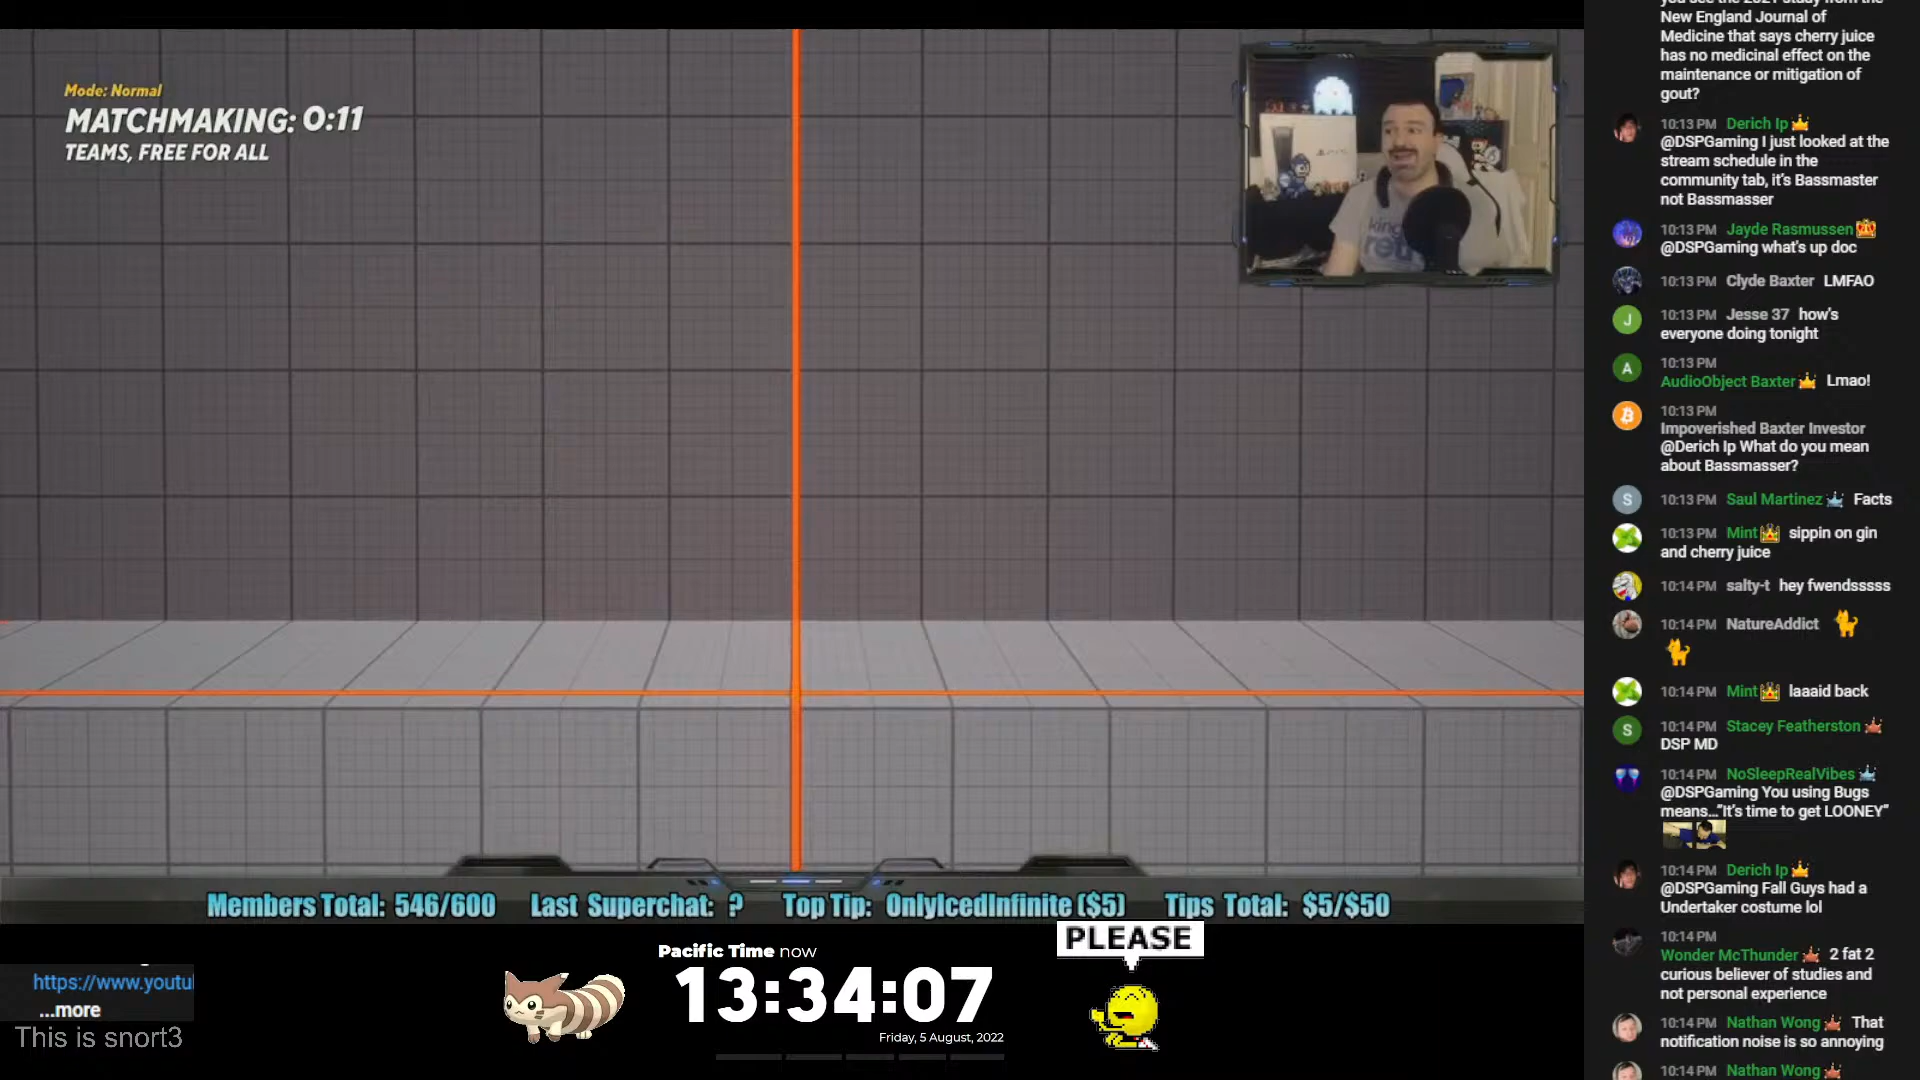 Mode: Normal
MATCHMAKING: 0:11
TEAMS, FREE FOR ALL
Members Total: 546/600
Last Superchat: ?
Top Tip: OnlyIcedInfinite ($5)
Tips Total: $5/$50
PLEASE
Pacific Time now
13:34:07
Friday, 5 August, 2022
https://www.youtu
...more
This is snort3
New England Journal of
Medicine that says cherry juice
has no medicinal effect on the
maintenance or mitigation of
gout?
10:13 PM Derich Ip
@DSPGaming I just looked at the
stream schedule in the
community tab, it's Bassmaster
not Bassmasser
10:13 PM Jayde Rasmussen
@DSPGaming what's up doc
10:13 PM Clyde Baxter LMFAO
J
10:13 PM Jesse 37 how's
everyone doing tonight
A
10:13 PM
AudioObject Baxter Lmao!
10:13 PM
Impoverished Baxter Investor
@Derich Ip What do you mean
about Bassmasser?
S
10:13 PM Saul Martinez Facts
10:13 PM Mint sippin on gin
and cherry juice
10:14 PM salty-t hey fwendsssss
10:14 PM NatureAddict
10:14 PM Mint laaaid back
S
10:14 PM Stacey Featherston
DSP MD
10:14 PM NoSleepRealVibes
@DSPGaming You using Bugs
means..."It's time to get LOONEY"
10:14 PM Derich Ip
@DSPGaming Fall Guys had a
Undertaker costume lol
10:14 PM
Wonder McThunder 2 fat 2
curious believer of studies and
not personal experience
10:14 PM Nathan Wong That
notification noise is so annoying
10:14 PM Nathan Wong